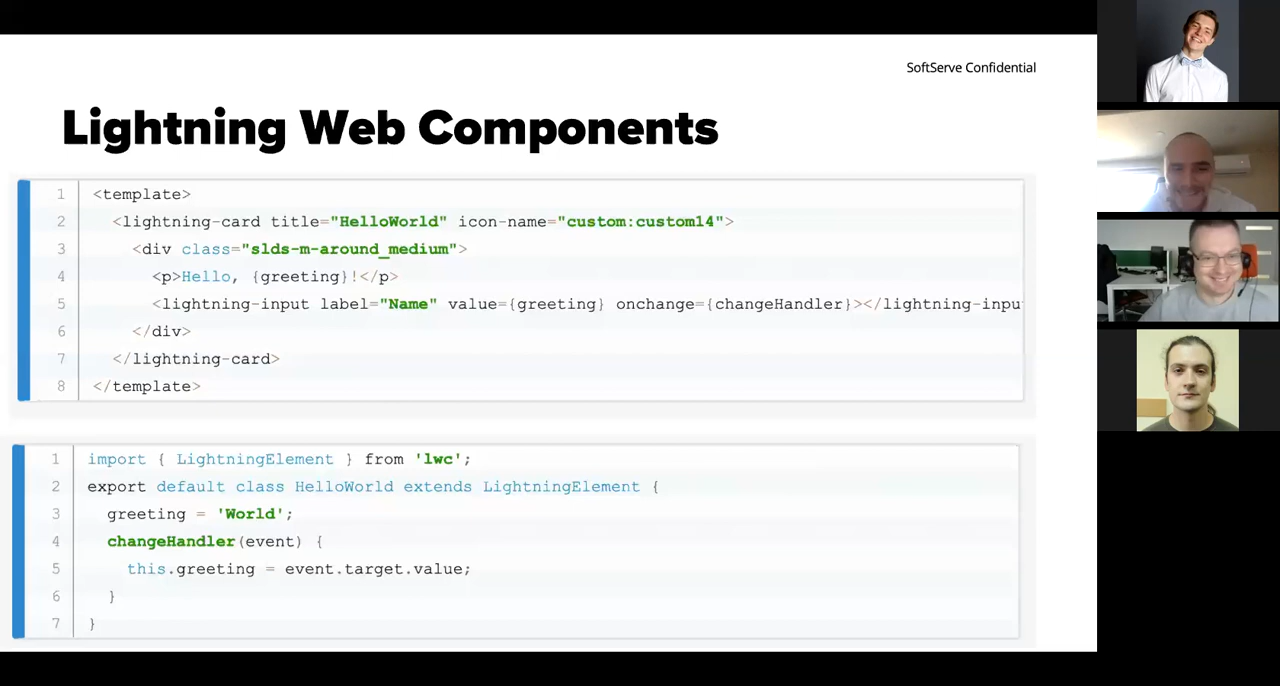 SoftServe Confidential
Lightning Web Components
1 <template>
2   <lightning-card title="HelloWorld" icon-name="custom:custom14">
3     <div class="slds-m-around_medium">
4       <p>Hello, {greeting}!</p>
5       <lightning-input label="Name" value={greeting} onchange={changeHandler}></lightning-inpu
6     </div>
7   </lightning-card>
8 </template>
1 import { LightningElement } from 'lwc';
2 export default class HelloWorld extends LightningElement {
3   greeting = 'World';
4   changeHandler(event) {
5     this.greeting = event.target.value;
6   }
7 }